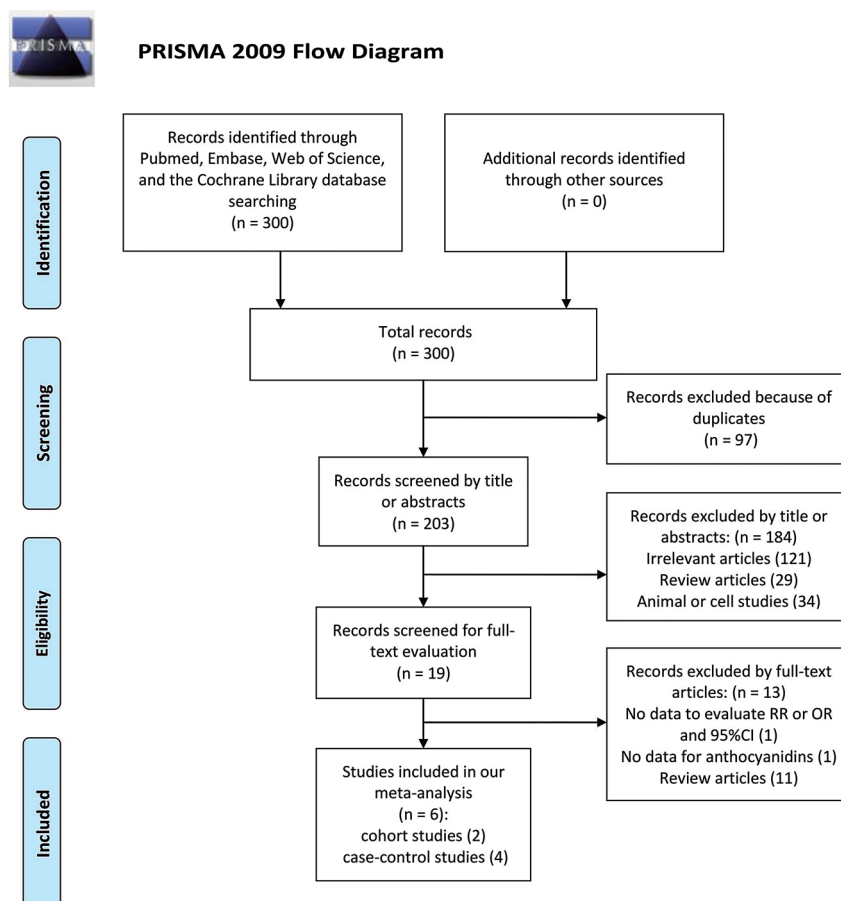 PRISMA
PRISMA 2009 Flow Diagram
Identification
Records identified through
Pubmed, Embase, Web of Science,
and the Cochrane Library database
searching
(n = 300)
Additional records identified
through other sources
(n = 0)
Total records
(n = 300)
Screening
Records excluded because of
duplicates
(n = 97)
Records screened by title
or abstracts
(n = 203)
Records excluded by title or
abstracts: (n = 184)
Irrelevant articles (121)
Review articles (29)
Animal or cell studies (34)
Eligibility
Records screened for full-
text evaluation
(n = 19)
Records excluded by full-text
articles: (n = 13)
No data to evaluate RR or OR
and 95%CI (1)
No data for anthocyanidins (1)
Review articles (11)
Included
Studies included in our
meta-analysis
(n = 6):
cohort studies (2)
case-control studies (4)